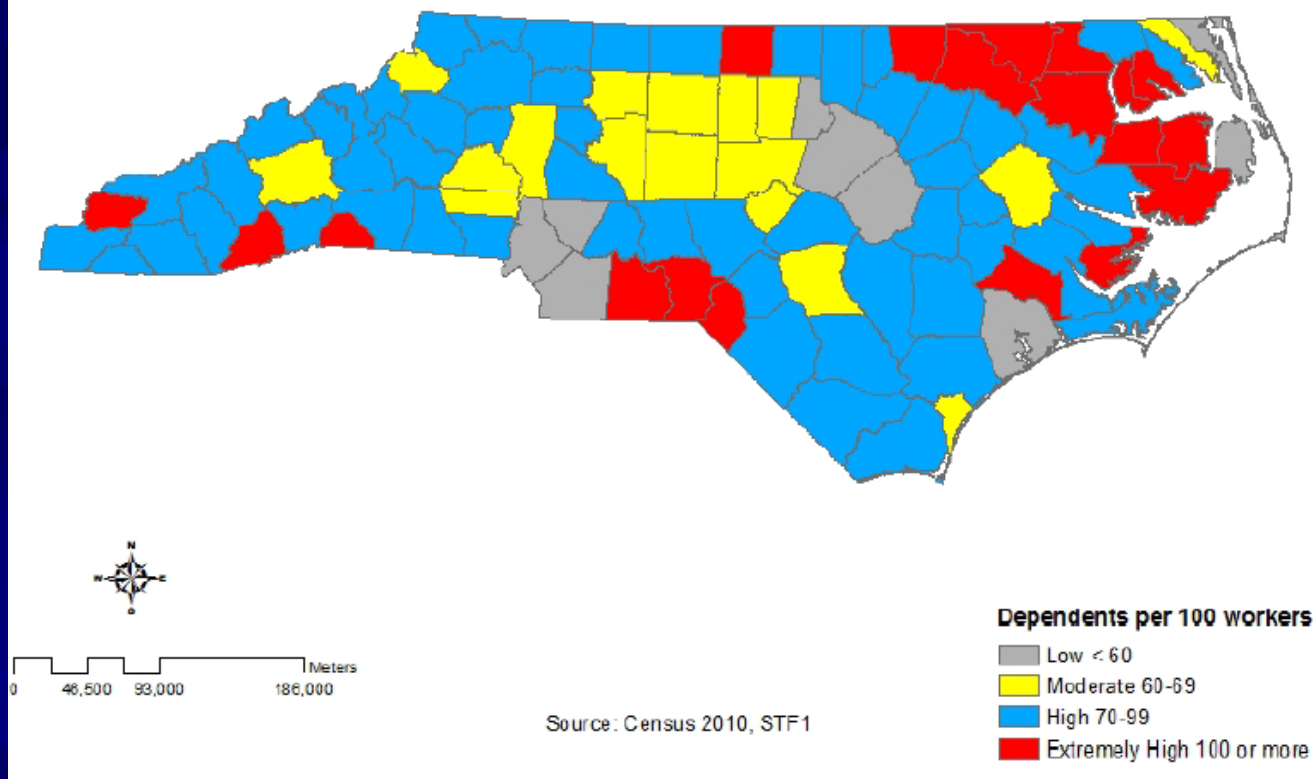 N
W E
O
Meters
0 46,500 93,000 186,000
Source: Census 2010, STF1
Dependents per 100 workers
Low < 60
Moderate 60-69
High 70-99
Extremely High 100 or more